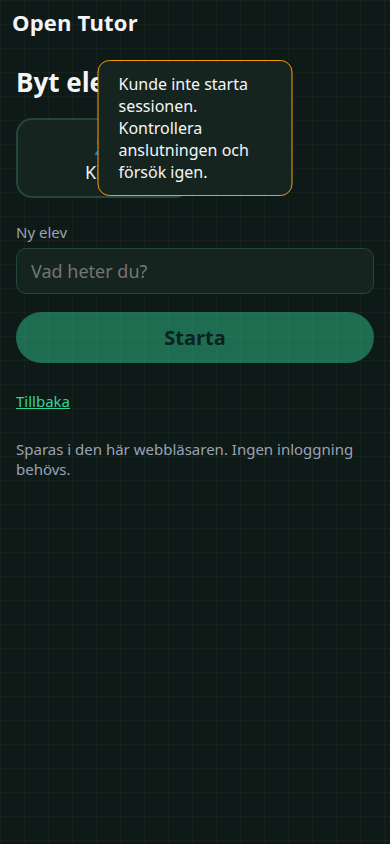 Open Tutor
Byt ele
Kunde inte starta
sessionen.
Kontrollera
anslutningen och
försök igen.
K
Ny elev
Vad heter du?
Starta
Tillbaka
Sparas i den här webbläsaren. Ingen inloggning
behövs.